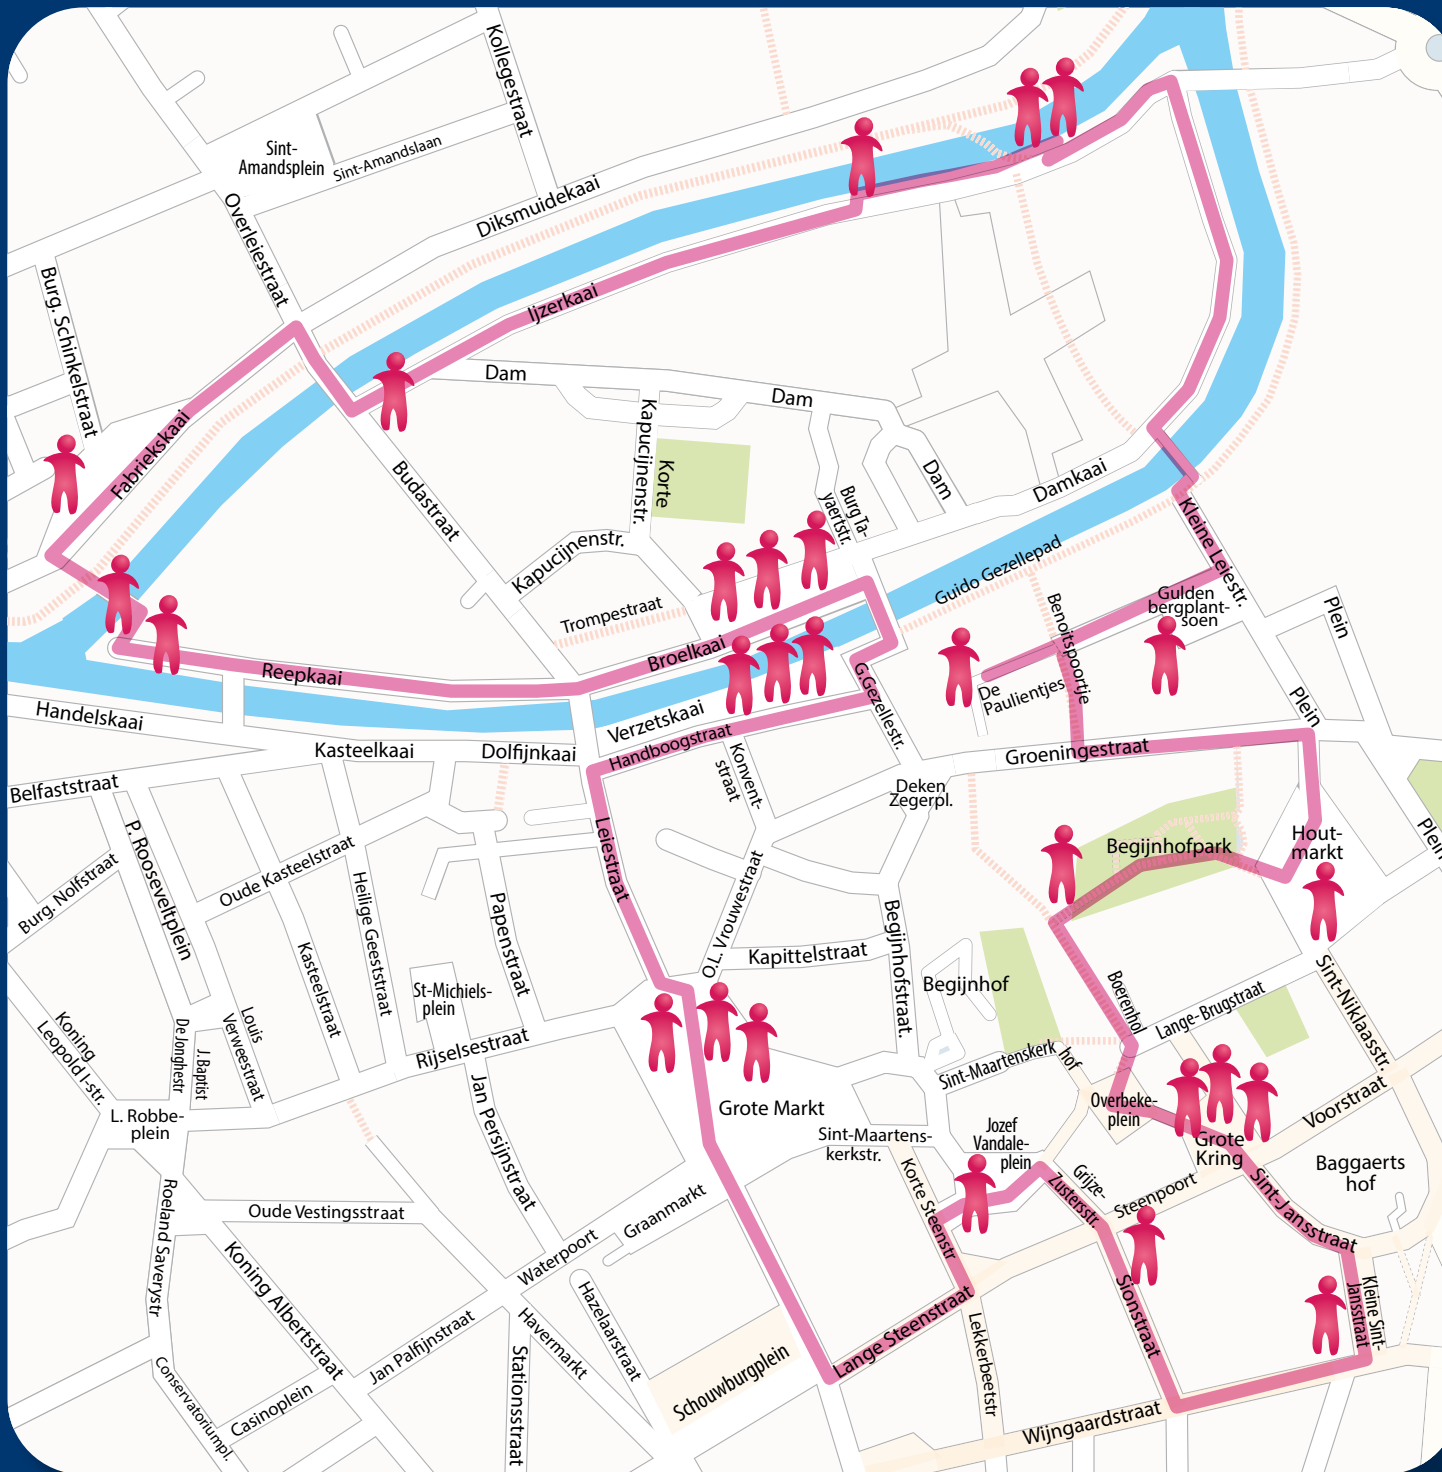 Kollegestraat
Sint-
Amandsplein
Sint-Amandslaan
Overleiestraat
Diksmuidekaai
Burg. Schinkelstraat
Ijzerkaai
Fabriekskaai
Dam
Dam
Dam
Kapucijnenstr.
Korte
Budastraat
Burg Ta-
yaertstr.
Damkaai
Kapucijnenstr.
Trompestraat
Guido Gezellepad
Kleine Leiestr.
Gulden
bergplant-
soen
Benoitsportje
Plein
Broelkaai
Reepkaai
G.Gezellestr.
De
Paulientjes
Plein
Handelskaai
Verzetskaai
Handboogstraat
Kasteelkaai
Dolfijnkaai
Konvent-
straat
Groeningestraat
Belfaststraat
Deken
Zegerpl.
P. Rooseveltplein
Leiestraat
Hout-
markt
Plein
Begijnhofpark
Burg. Nolfstraat
Oude Kasteelstraat
Heilige Geeststraat
Papenstraat
O.L. Vrouwestraat
Begijnhofstraat.
Kapittelstraat
Kasteelstraat
St-Michiels-
plein
Begijnhof
Boerenhol
Lange-Brugstraat
Sint-Niklaasstr.
Koning
Leopold I-str.
De Jonghestr
J.Baptist
Louis
Verweestraat
Rijselsestraat
Sint-Maartenskerk
hof
Jan Persijnstraat
L. Robbe-
plein
Grote Markt
Overbeke-
plein
Voorstraat
Sint-Maartens-
kerkstr.
Jozef
Vandale-
plein
Grote
Kring
Baggaerts
hof
Korte Steenstr
Grijze-
Zustersstr.
Steenpoort
Sint-Jansstraat
Roeland Saverystr
Oude Vestingsstraat
Graanmarkt
Waterpoort
Koning Albertstraat
Hazelaarstraat
Havermarkt
Jan Palfijnstraat
Stationsstraat
Casinoplein
Conservatoriumpl.
Schouwburgplein
Lange Steenstraat
Lekkerbeetstr
Sionstraat
Kleine Sint-
Jansstraat
Wijngaardstraat